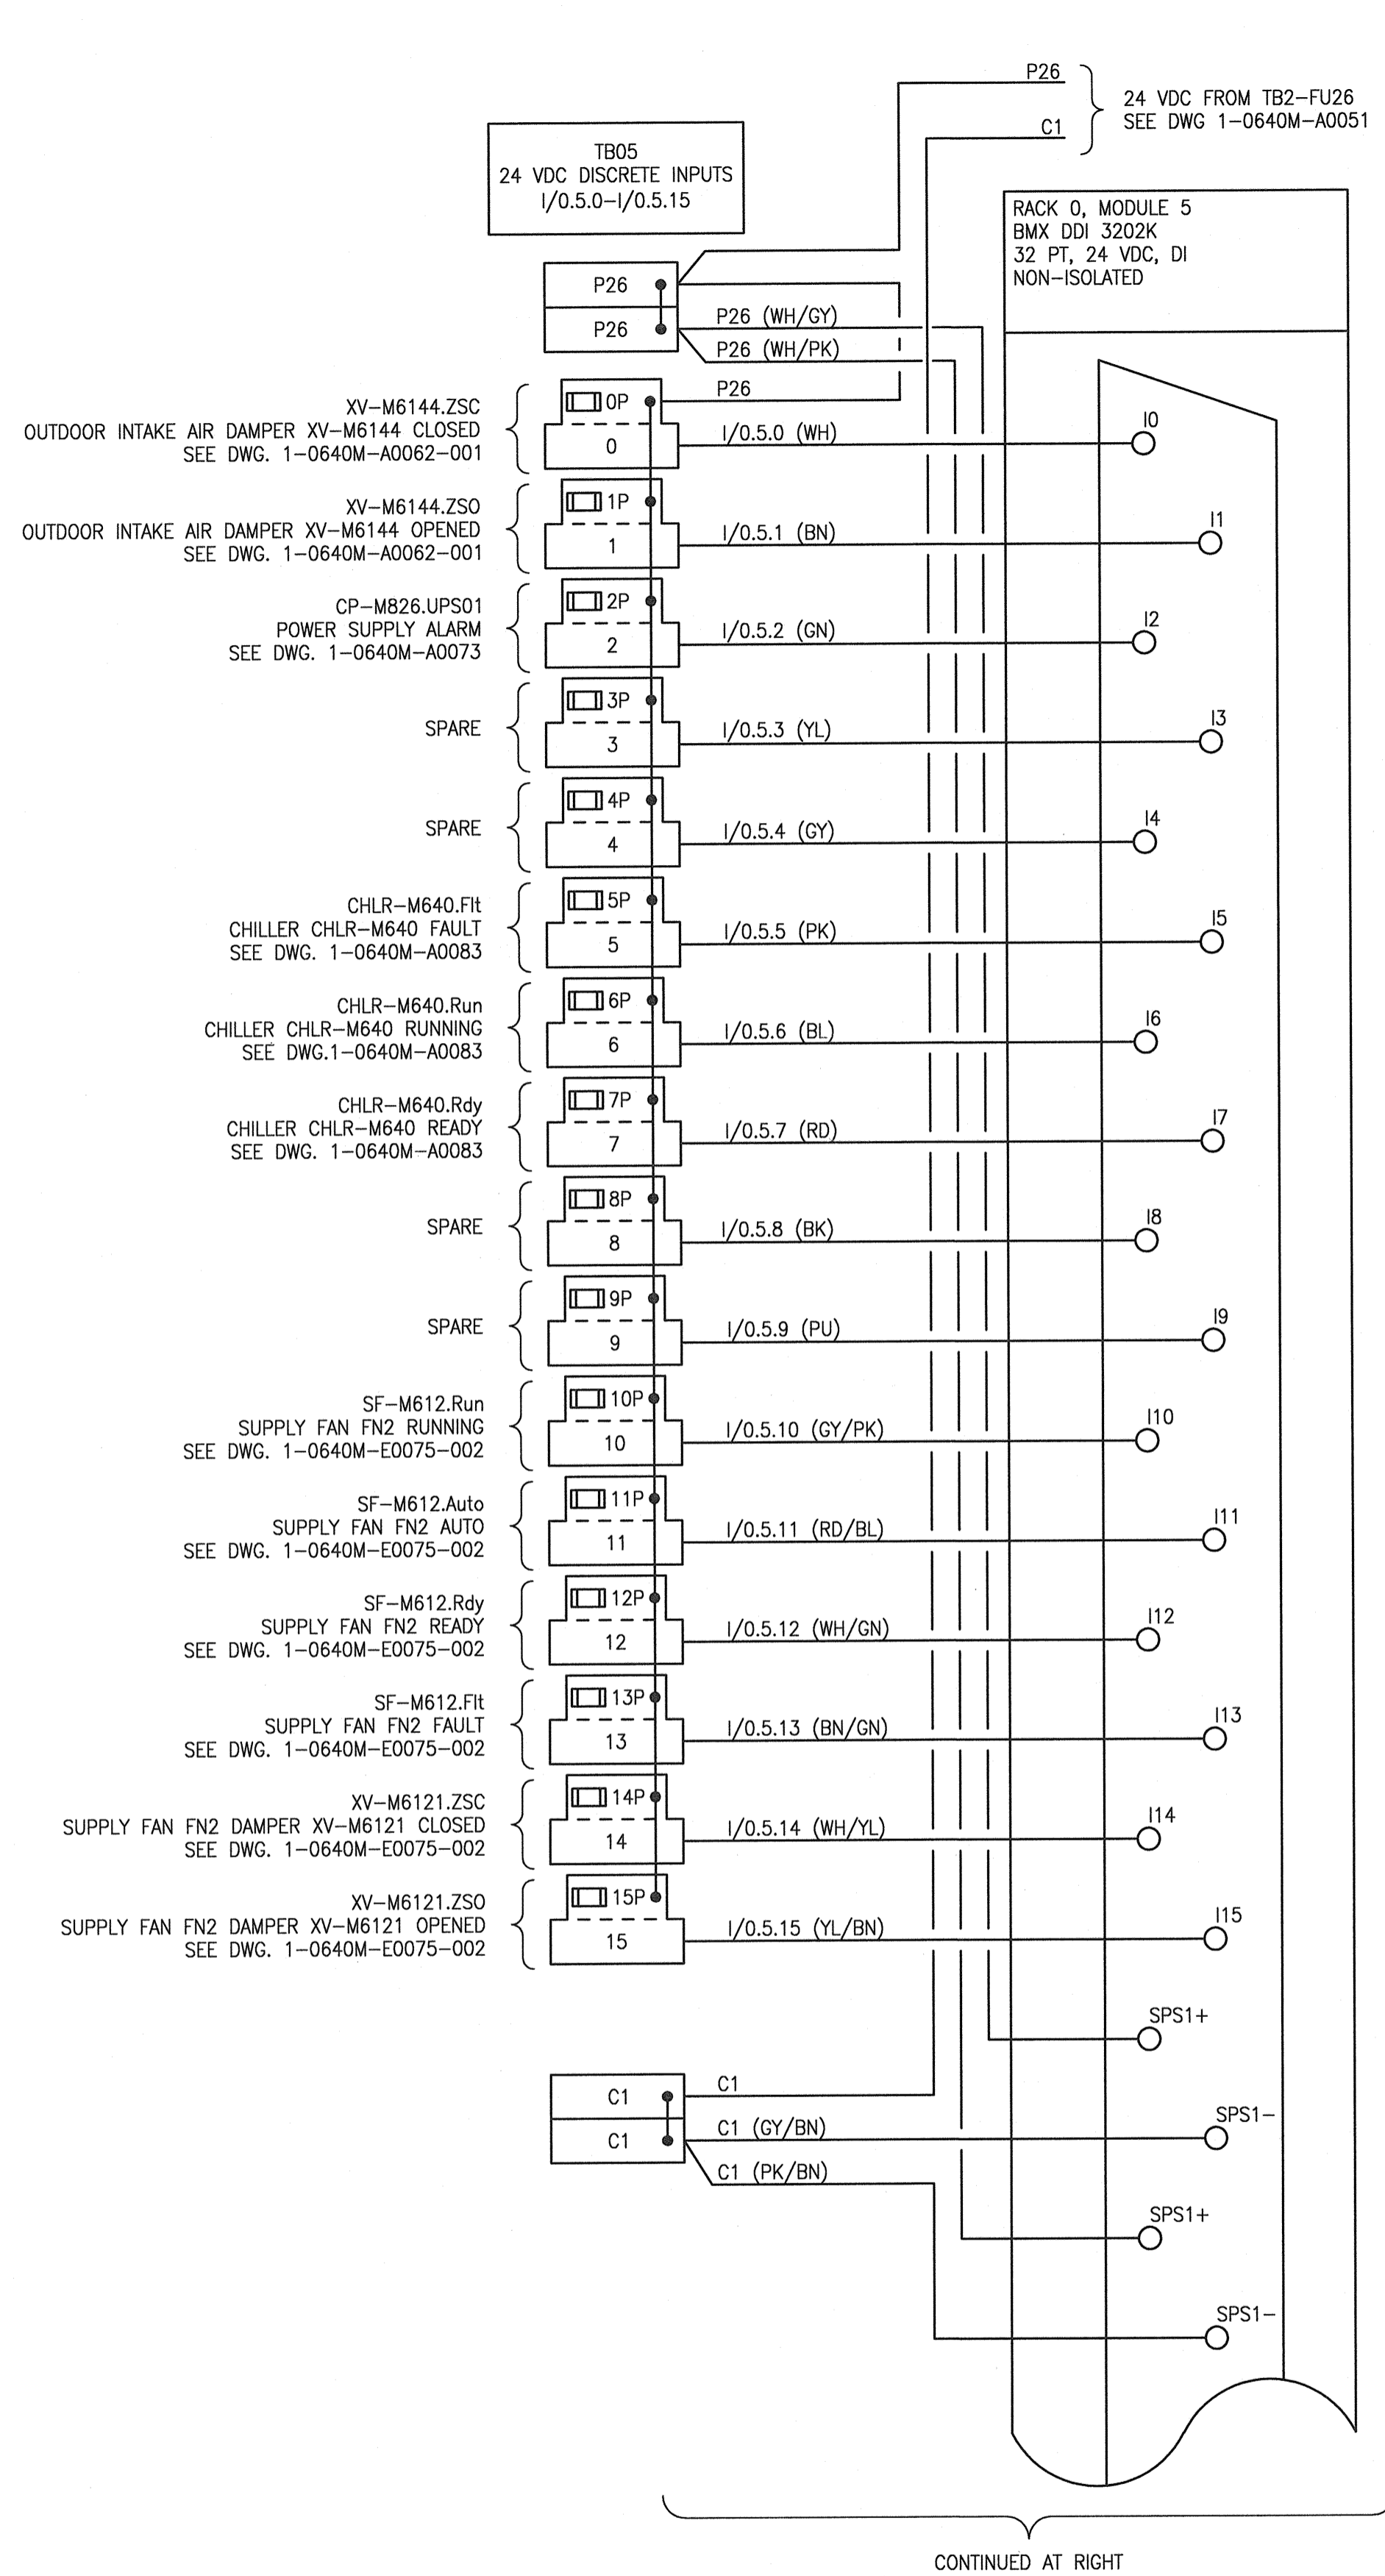 P26
C1
24 VDC FROM TB2-FU26
SEE DWG 1-0640M-A0051
TB05
24 VDC DISCRETE INPUTS
I/0.5.0-I/0.5.15
RACK 0, MODULE 5
BMX DDI 3202K
32 PT, 24 VDC, DI
NON-ISOLATED
P26
P26
P26 (WH/GY)
P26 (WH/PK)
P26
XV-M6144.ZSC
OUTDOOR INTAKE AIR DAMPER XV-M6144 CLOSED
SEE DWG. 1-0640M-A0062-001
0P
0
I/0.5.0 (WH)
I0
XV-M6144.ZSO
OUTDOOR INTAKE AIR DAMPER XV-M6144 OPENED
SEE DWG. 1-0640M-A0062-001
1P
1
I/0.5.1 (BN)
I1
CP-M826.UPS01
POWER SUPPLY ALARM
SEE DWG. 1-0640M-A0073
2P
2
I/0.5.2 (GN)
I2
SPARE
3P
3
I/0.5.3 (YL)
I3
SPARE
4P
4
I/0.5.4 (GY)
I4
CHLR-M640.Flt
CHILLER CHLR-M640 FAULT
SEE DWG. 1-0640M-A0083
5P
5
I/0.5.5 (PK)
I5
CHLR-M640.Run
CHILLER CHLR-M640 RUNNING
SEE DWG.1-0640M-A0083
6P
6
I/0.5.6 (BL)
I6
CHLR-M640.Rdy
CHILLER CHLR-M640 READY
SEE DWG. 1-0640M-A0083
7P
7
I/0.5.7 (RD)
I7
SPARE
8P
8
I/0.5.8 (BK)
I8
SPARE
9P
9
I/0.5.9 (PU)
I9
SF-M612.Run
SUPPLY FAN FN2 RUNNING
SEE DWG. 1-0640M-E0075-002
10P
10
I/0.5.10 (GY/PK)
I10
SF-M612.Auto
SUPPLY FAN FN2 AUTO
SEE DWG. 1-0640M-E0075-002
11P
11
I/0.5.11 (RD/BL)
I11
SF-M612.Rdy
SUPPLY FAN FN2 READY
SEE DWG. 1-0640M-E0075-002
12P
12
I/0.5.12 (WH/GN)
I12
SF-M612.Flt
SUPPLY FAN FN2 FAULT
SEE DWG. 1-0640M-E0075-002
13P
13
I/0.5.13 (BN/GN)
I13
XV-M6121.ZSC
SUPPLY FAN FN2 DAMPER XV-M6121 CLOSED
SEE DWG. 1-0640M-E0075-002
14P
14
I/0.5.14 (WH/YL)
I14
XV-M6121.ZSO
SUPPLY FAN FN2 DAMPER XV-M6121 OPENED
SEE DWG. 1-0640M-E0075-002
15P
15
I/0.5.15 (YL/BN)
I15
SPS1+
C1
C1
C1
C1 (GY/BN)
SPS1-
C1 (PK/BN)
SPS1+
SPS1-
CONTINUED AT RIGHT